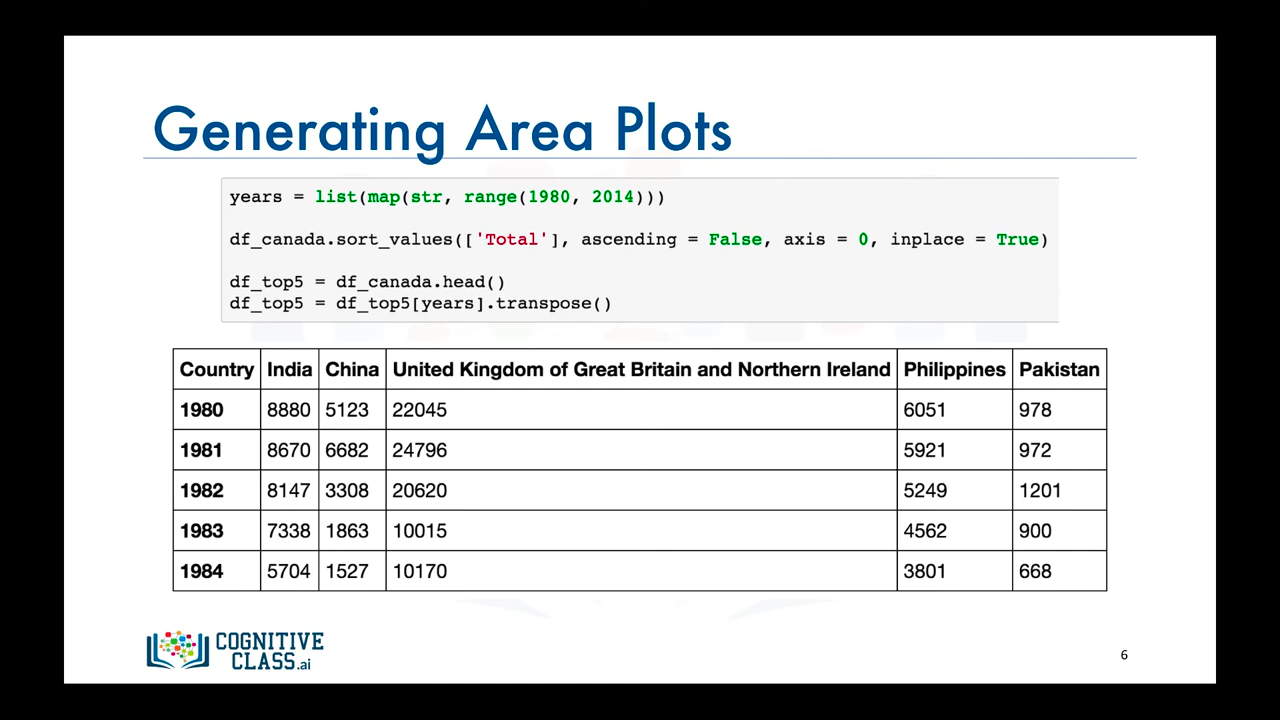 Generating Area Plots
years = list(map(str, range(1980, 2014)))
df_canada.sort_values(['Total'], ascending = False, axis = 0, inplace = True)
df_top5 = df_canada.head()
df_top5 = df_top5[years].transpose()
Country India China United Kingdom of Great Britain and Northern Ireland Philippines Pakistan
1980 8880 5123 22045 6051 978
1981 8670 6682 24796 5921 972
1982 8147 3308 20620 5249 1201
1983 7338 1863 10015 4562 900
1984 5704 1527 10170 3801 668
COGNITIVE
CLASS.ai
6